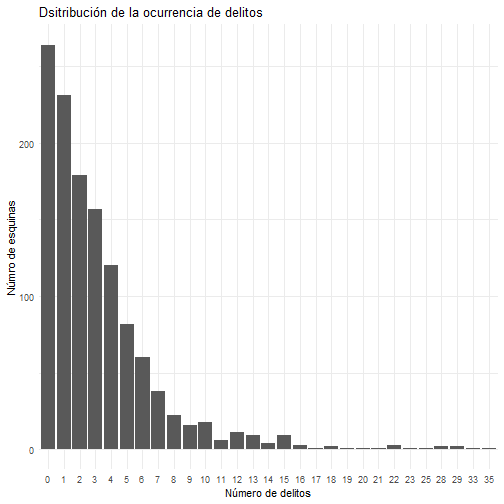 Dsitribución de la ocurrencia de delitos
Númro de esquinas
200
100
0
0 1 2 3 4 5 6 7 8 9 10 11 12 13 14 15 16 17 18 19 20 21 22 23 25 28 29 33 35
Número de delitos